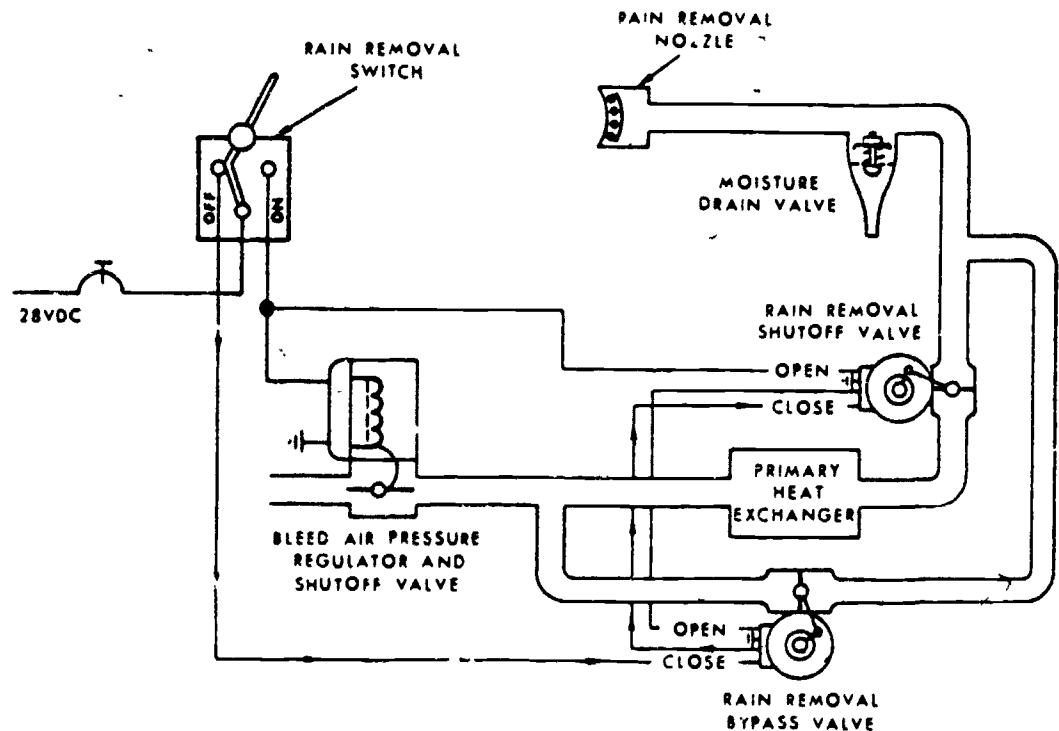 RAIN REMOVAL
SWITCH
RAIN REMOVAL
NOZZLE
OFF
ON
MOISTURE
DRAIN VALVE
28VDC
RAIN REMOVAL
SHUTOFF VALVE
OPEN
CLOSE
PRIMARY
HEAT
EXCHANGER
BLEED AIR PRESSURE
REGULATOR AND
SHUTOFF VALVE
OPEN
CLOSE
RAIN REMOVAL
BYPASS VALVE